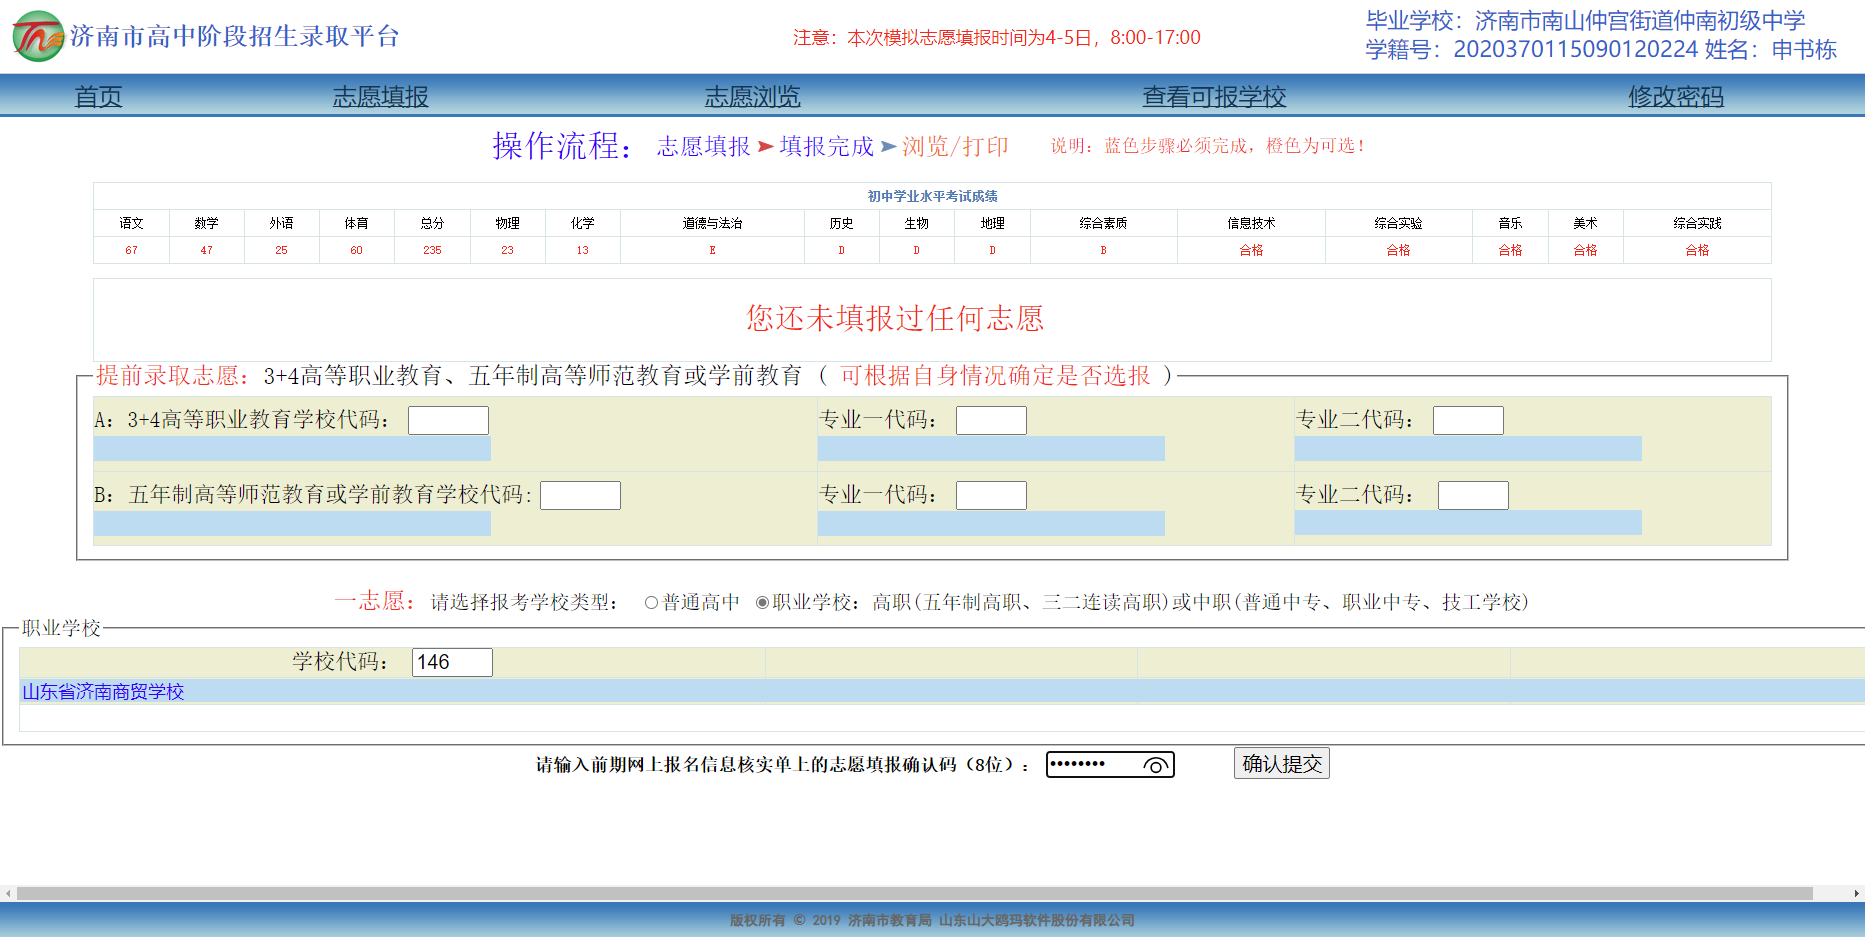 济南市高中阶段招生录取平台
注意：本次模拟志愿填报时间为4-5日，8:00-17:00
毕业学校：济南市南山仲宫街道仲南初级中学
学籍号：2020370115090120224 姓名：申书栋
首页 志愿填报 志愿浏览 查看可报学校 修改密码
操作流程： 志愿填报 填报完成 浏览/打印 说明：蓝色步骤必须完成，橙色为可选！
初中学业水平考试成绩
语文 数学 外语 体育 总分 物理 化学 道德与法治 历史 生物 地理 综合素质 信息技术 综合实验 音乐 美术 综合实践
67 47 25 60 235 23 13 E D D D B 合格 合格 合格 合格 合格
您还未填报过任何志愿
提前录取志愿：3+4高等职业教育、五年制高等师范教育或学前教育 （ 可根据自身情况确定是否选报 ）
A：3+4高等职业教育学校代码： 专业一代码： 专业二代码：
B：五年制高等师范教育或学前教育学校代码: 专业一代码： 专业二代码：
一志愿：请选择报考学校类型： 普通高中 职业学校：高职(五年制高职、三二连读高职)或中职(普通中专、职业中专、技工学校)
职业学校
学校代码： 146
山东省济南商贸学校
请输入前期网上报名信息核实单上的志愿填报确认码（8位）： •••••••• 确认提交
版权所有 © 2019 济南市教育局 山东山大鸥玛软件股份有限公司